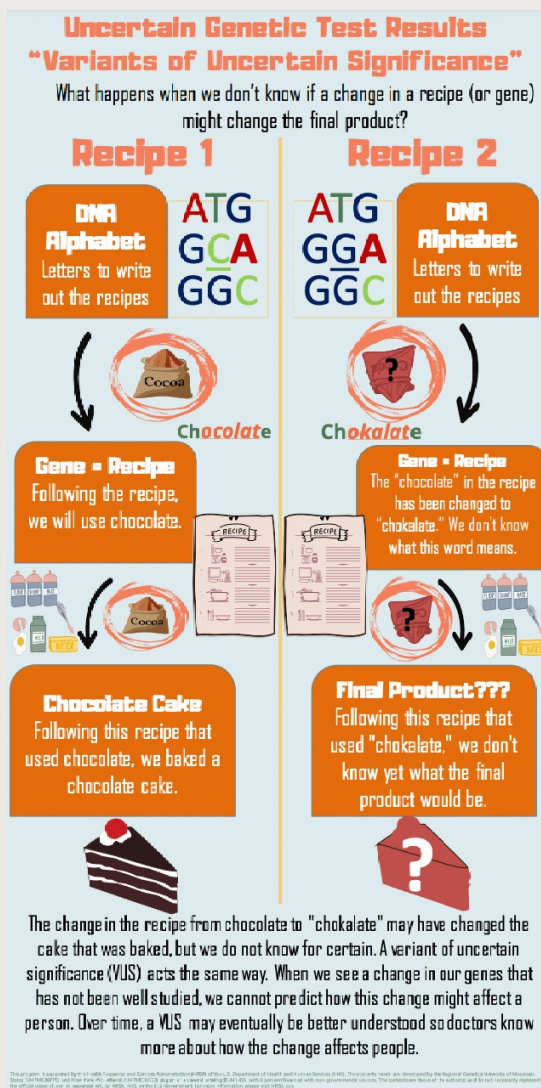 Uncertain Genetic Test Results
“Variants of Uncertain Significance”
What happens when we don’t know if a change in a recipe (or gene)
might change the final product?
Recipe 1
DNA
Alphabet
Letters to write
out the recipes
ATG
GCA
GGC
Cocoa
Chocolate
Gene = Recipe
Following the recipe,
we will use chocolate.
RECIPE
Cocoa
Chocolate Cake
Following this recipe that
used chocolate, we baked a
chocolate cake.
Recipe 2
ATG
GGA
GGC
DNA
Alphabet
Letters to write
out the recipes
?
Chokalate
Gene = Recipe
The “chocolate” in the recipe
has been changed to
“chokalate.” We don’t know
what this word means.
RECIPE
?
Final Product???
Following this recipe that
used "chokalate," we don't
know yet what the final
product would be.
?
The change in the recipe from chocolate to "chokalate" may have changed the
cake that was baked, but we do not know for certain. A variant of uncertain
significance (VUS) acts the same way. When we see a change in our genes that
has not been well studied, we cannot predict how this change might affect a
person. Over time, a VUS may eventually be better understood so doctors know
more about how the change affects people.